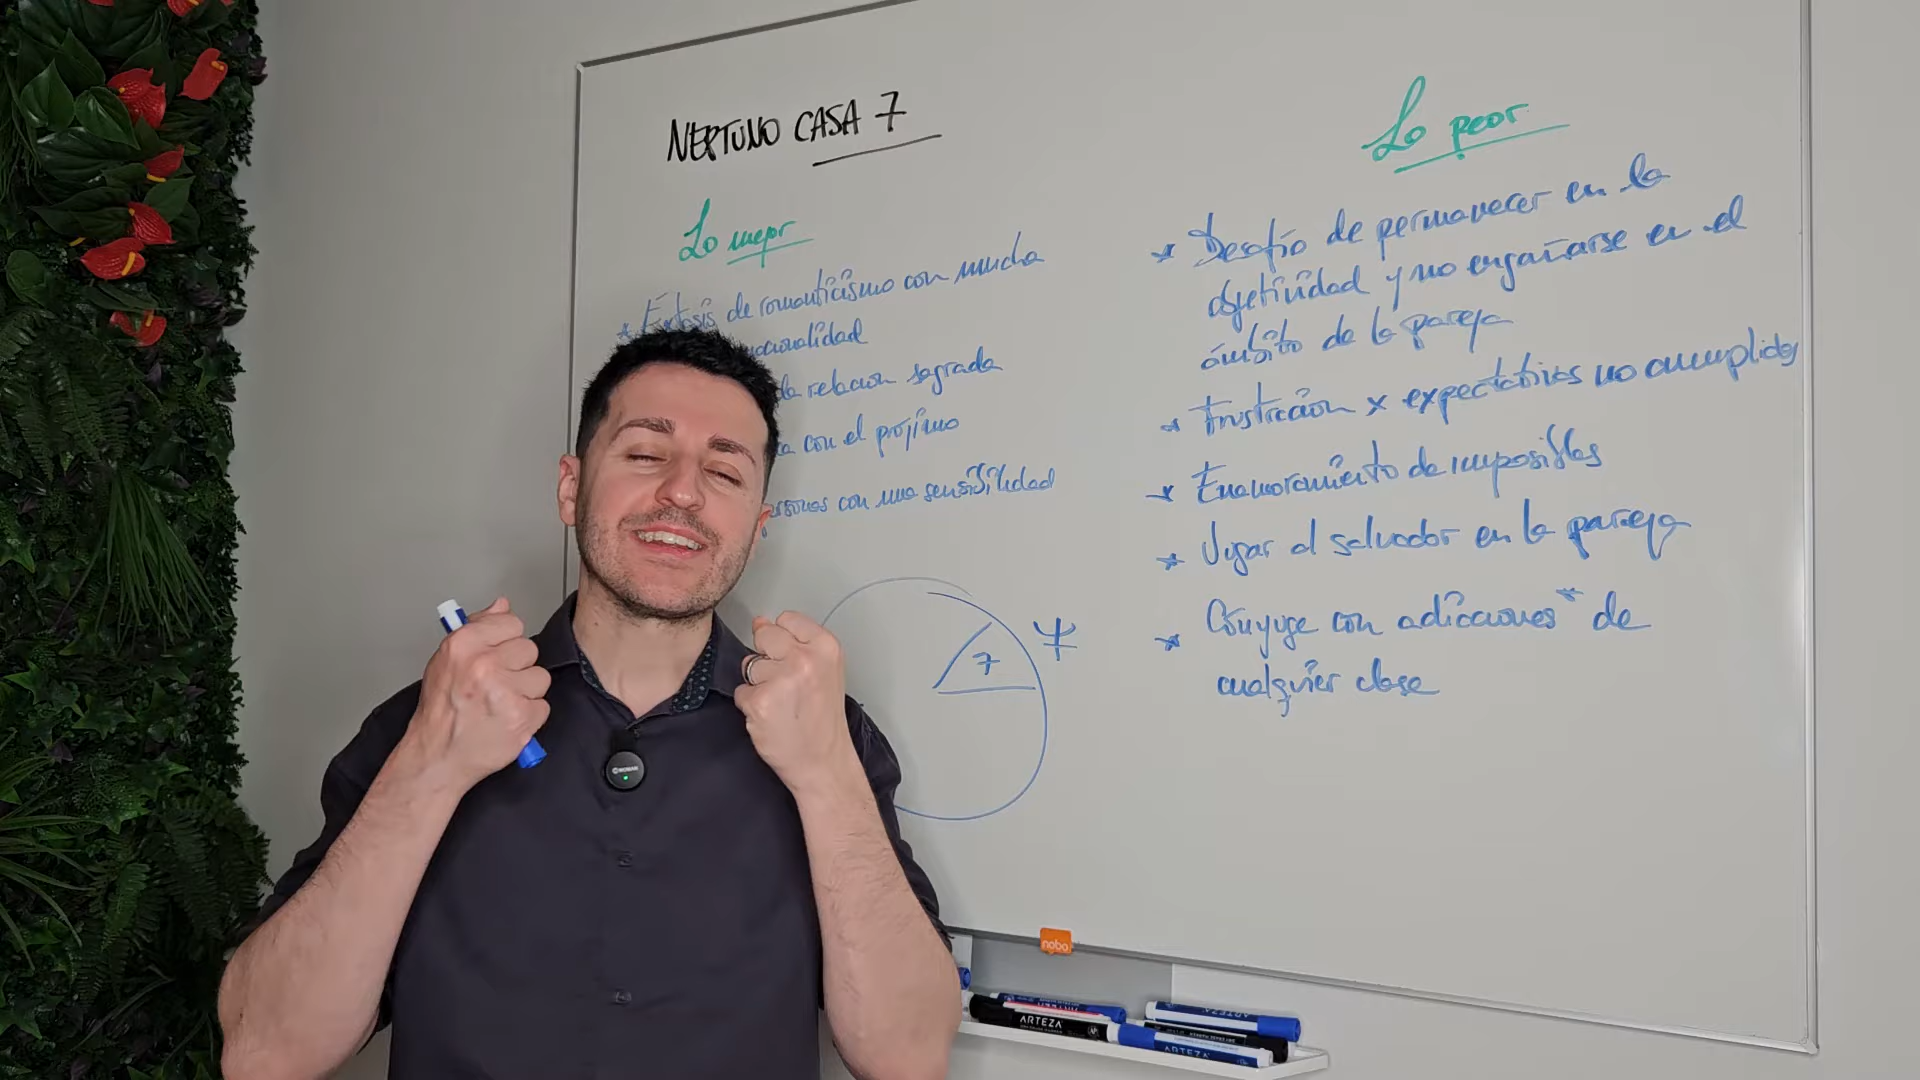 NEPTUNO CASA 7
Lo mejor
* Éxtasis de romanticismo con mucha
relación sagrada
con el prójimo
con una sensibilidad
7
Lo peor
* Desafío de permanecer en la
objetividad y no engañarse en el
ámbito de la pareja
* Frustración x expectativas no cumplidas
* Enamoramiento de imposibles
* Jugar al salvador en la pareja
* Cónyuge con adicciones* de
cualquier clase
nobo
ARTEZA
ARTEZA